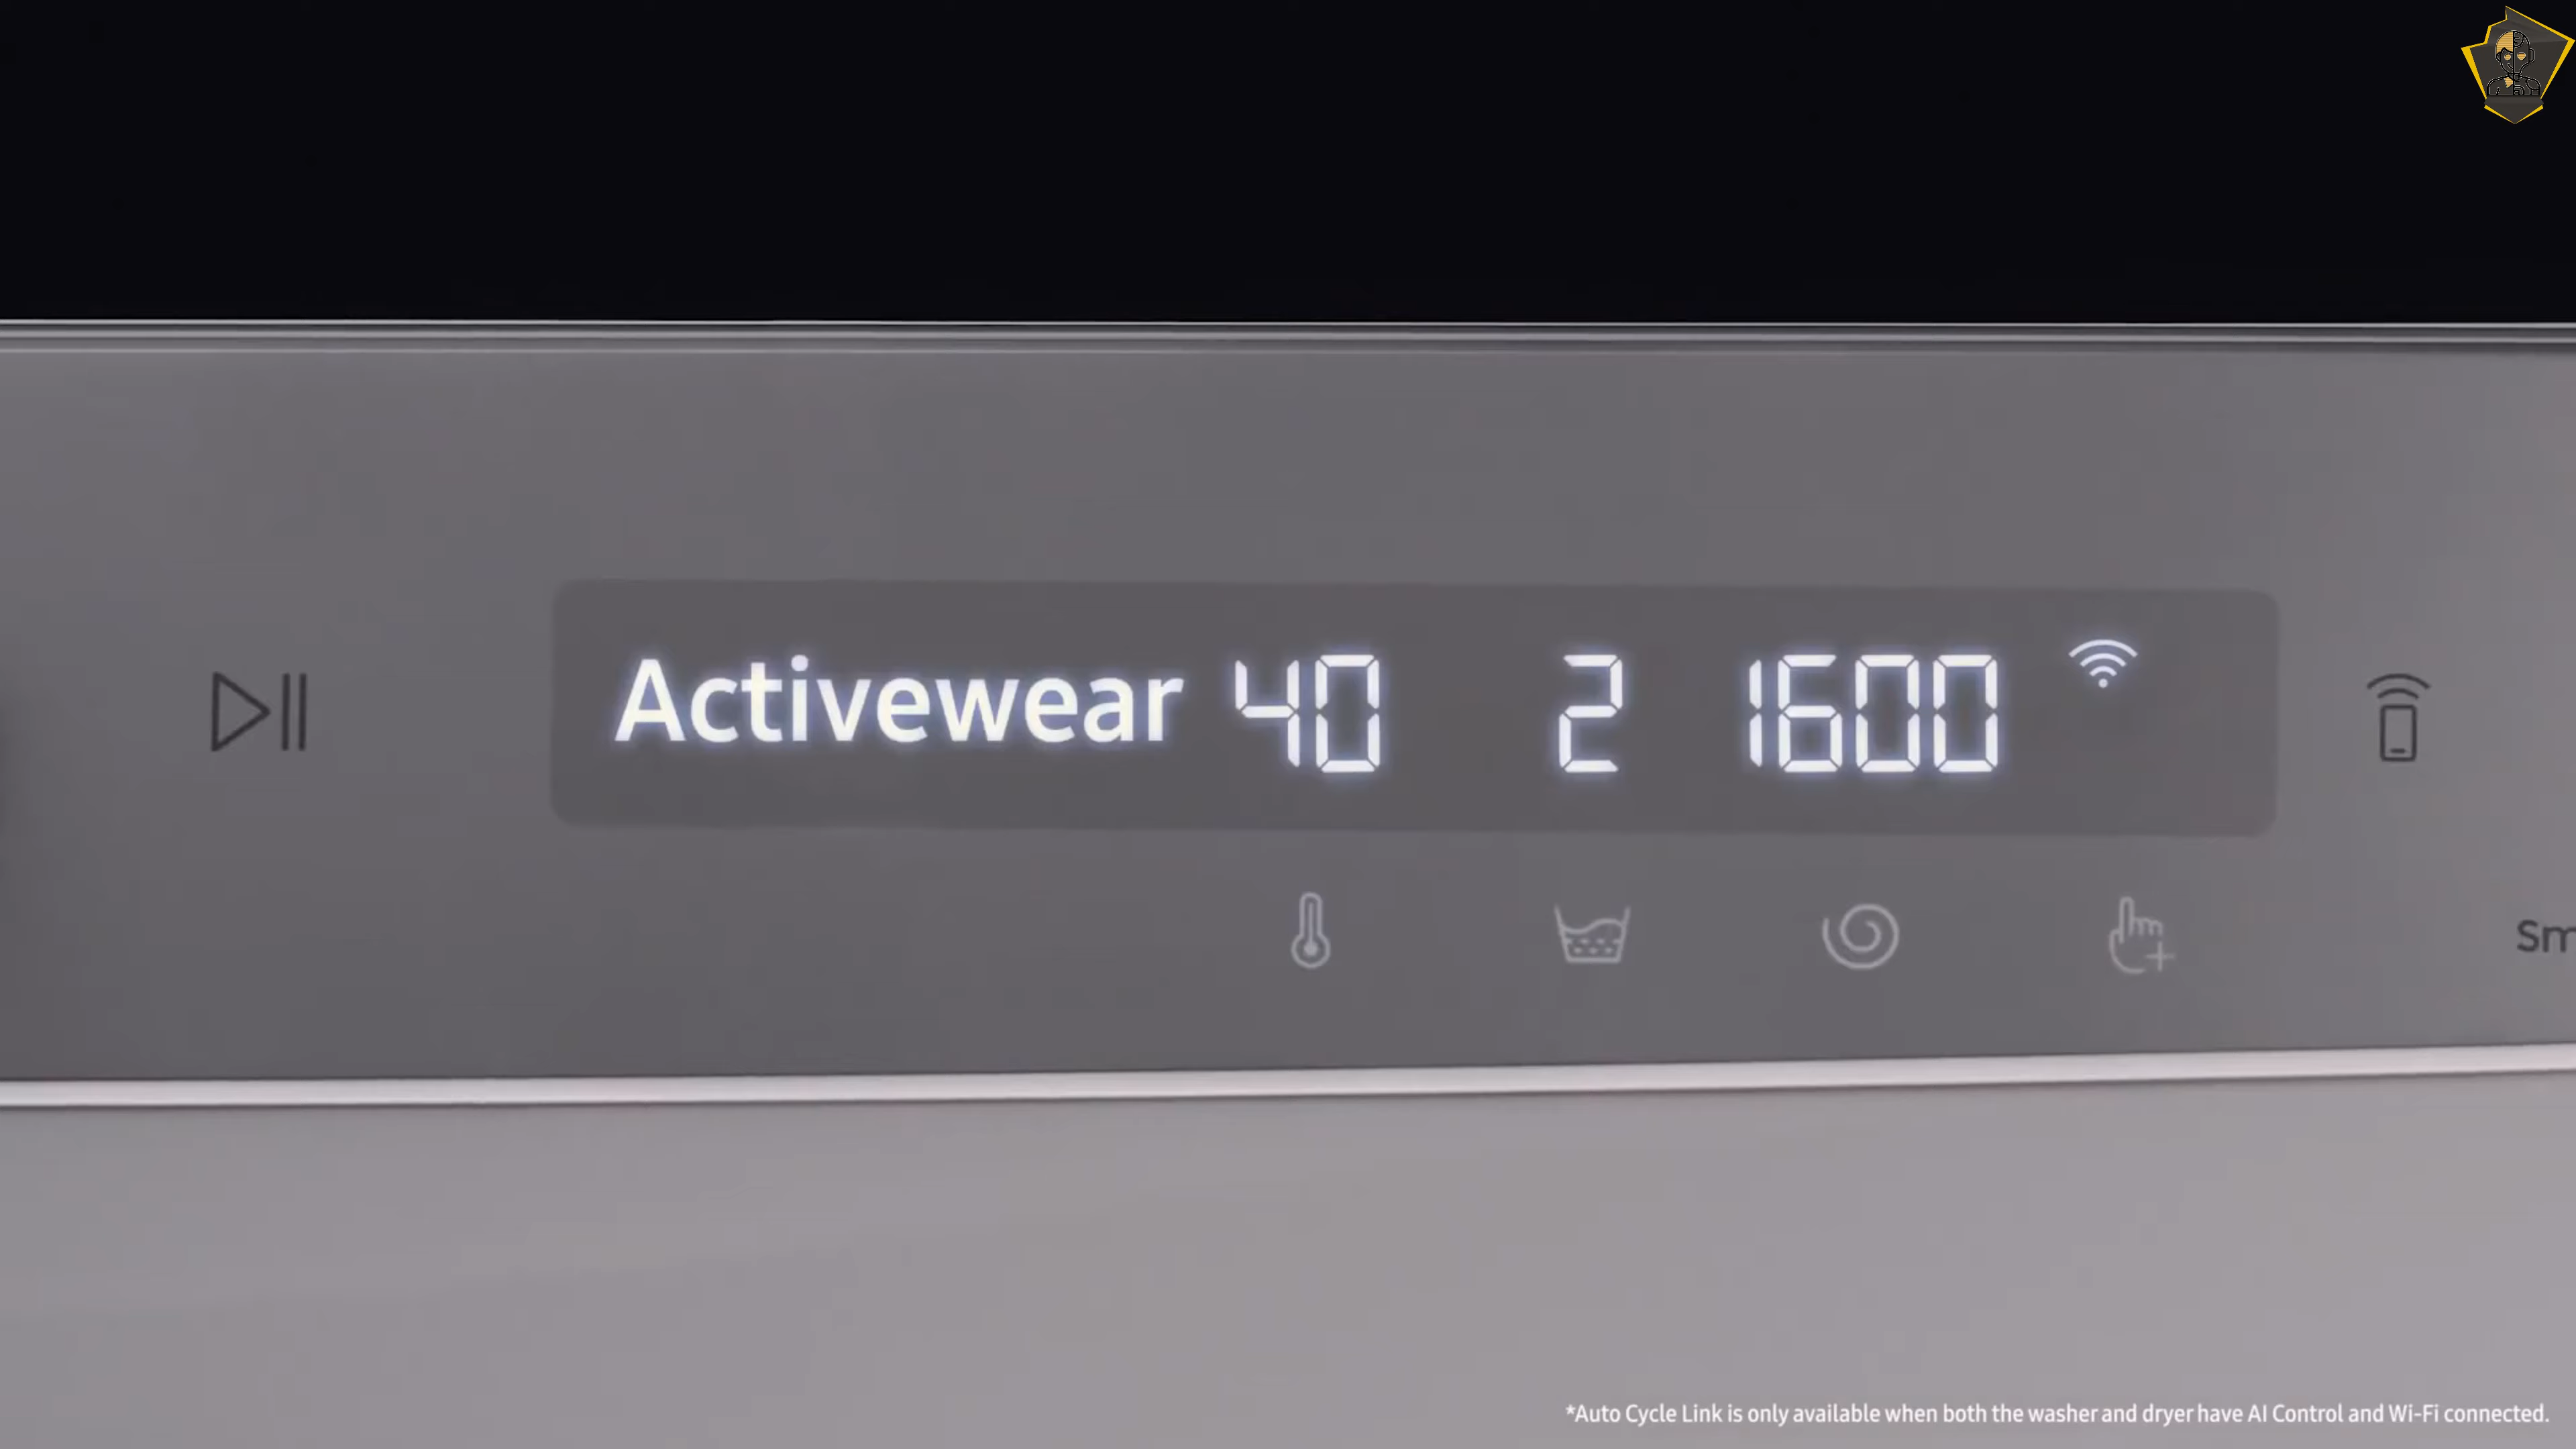 Activewear 40 2 1600
Sm
*Auto Cycle Link is only available when both the washer and dryer have AI Control and Wi-Fi connected.